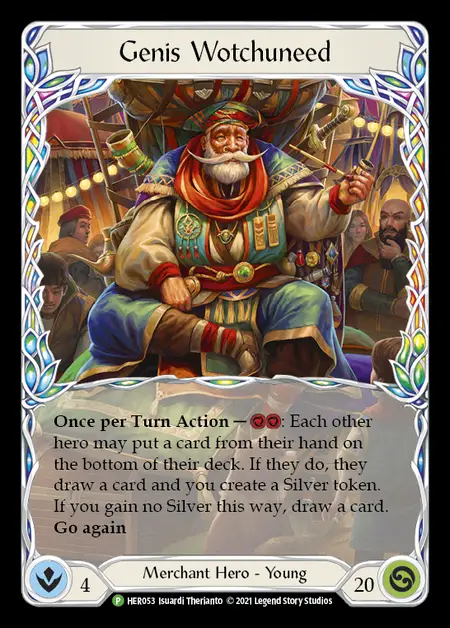 Genis Wotchuneed
Once per Turn Action — : Each other
hero may put a card from their hand on
the bottom of their deck. If they do, they
draw a card and you create a Silver token.
If you gain no Silver this way, draw a card.
Go again
4
Merchant Hero - Young
20
P HER053 Isuardi Therianto © 2021 Legend Story Studios